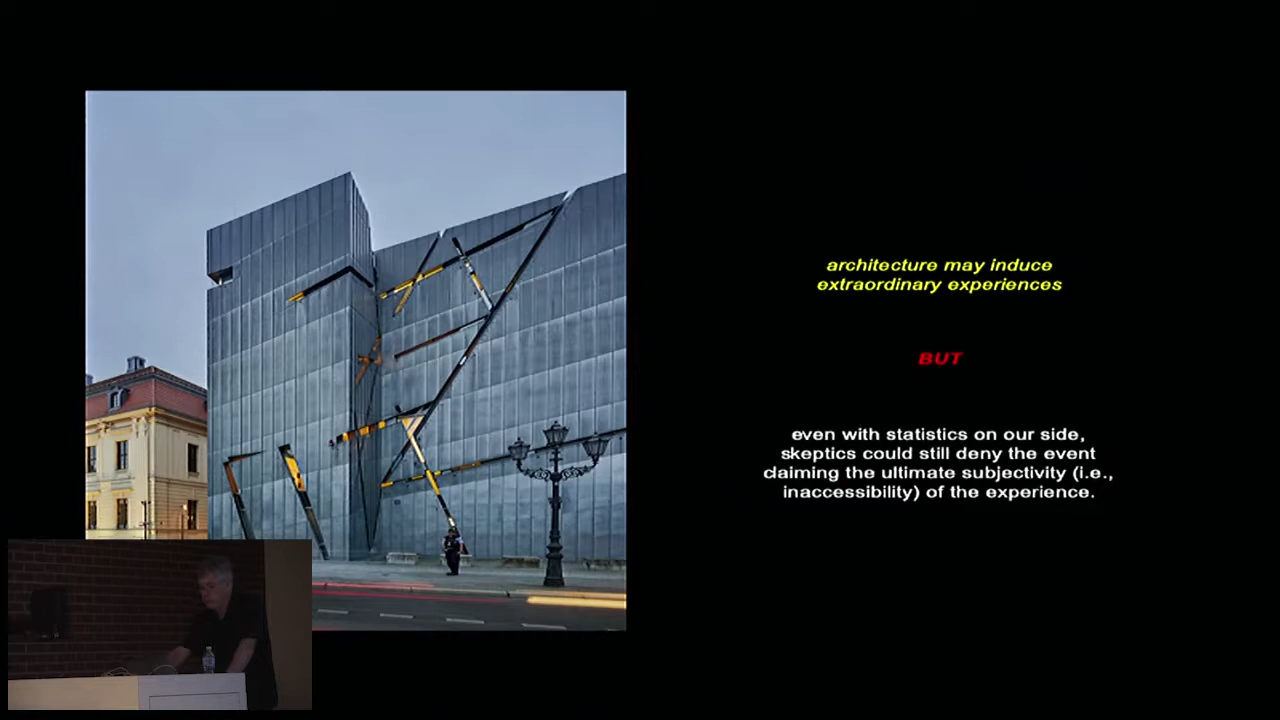 architecture may induce
extraordinary experiences
BUT
even with statistics on our side,
skeptics could still deny the event
claiming the ultimate subjectivity (i.e.,
inaccessibility) of the experience.